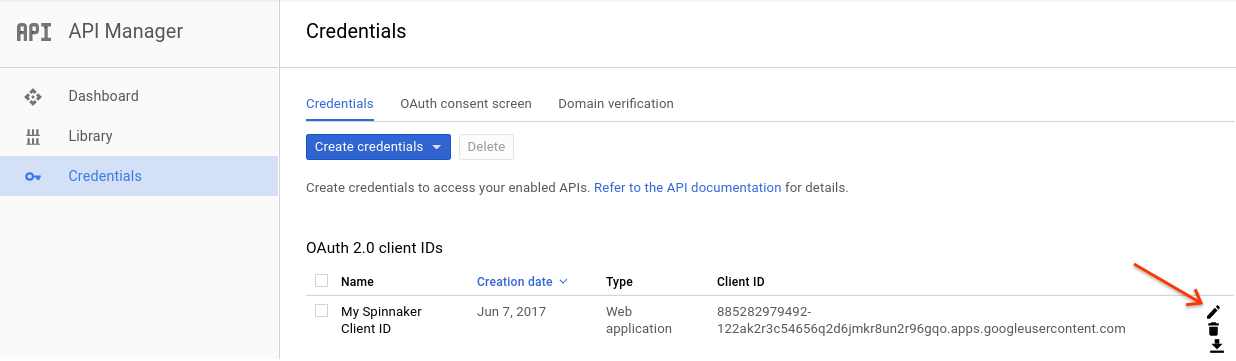 API API Manager
Credentials
Dashboard
Library
Credentials
Credentials OAuth consent screen Domain verification
Create credentials Delete
Create credentials to access your enabled APIs. Refer to the API documentation for details.
OAuth 2.0 client IDs
Name Creation date Type Client ID
My Spinnaker Jun 7, 2017 Web 885282979492-
Client ID application 122ak2r3c54656q2d6jmkr8un2r96gqo.apps.googleusercontent.com